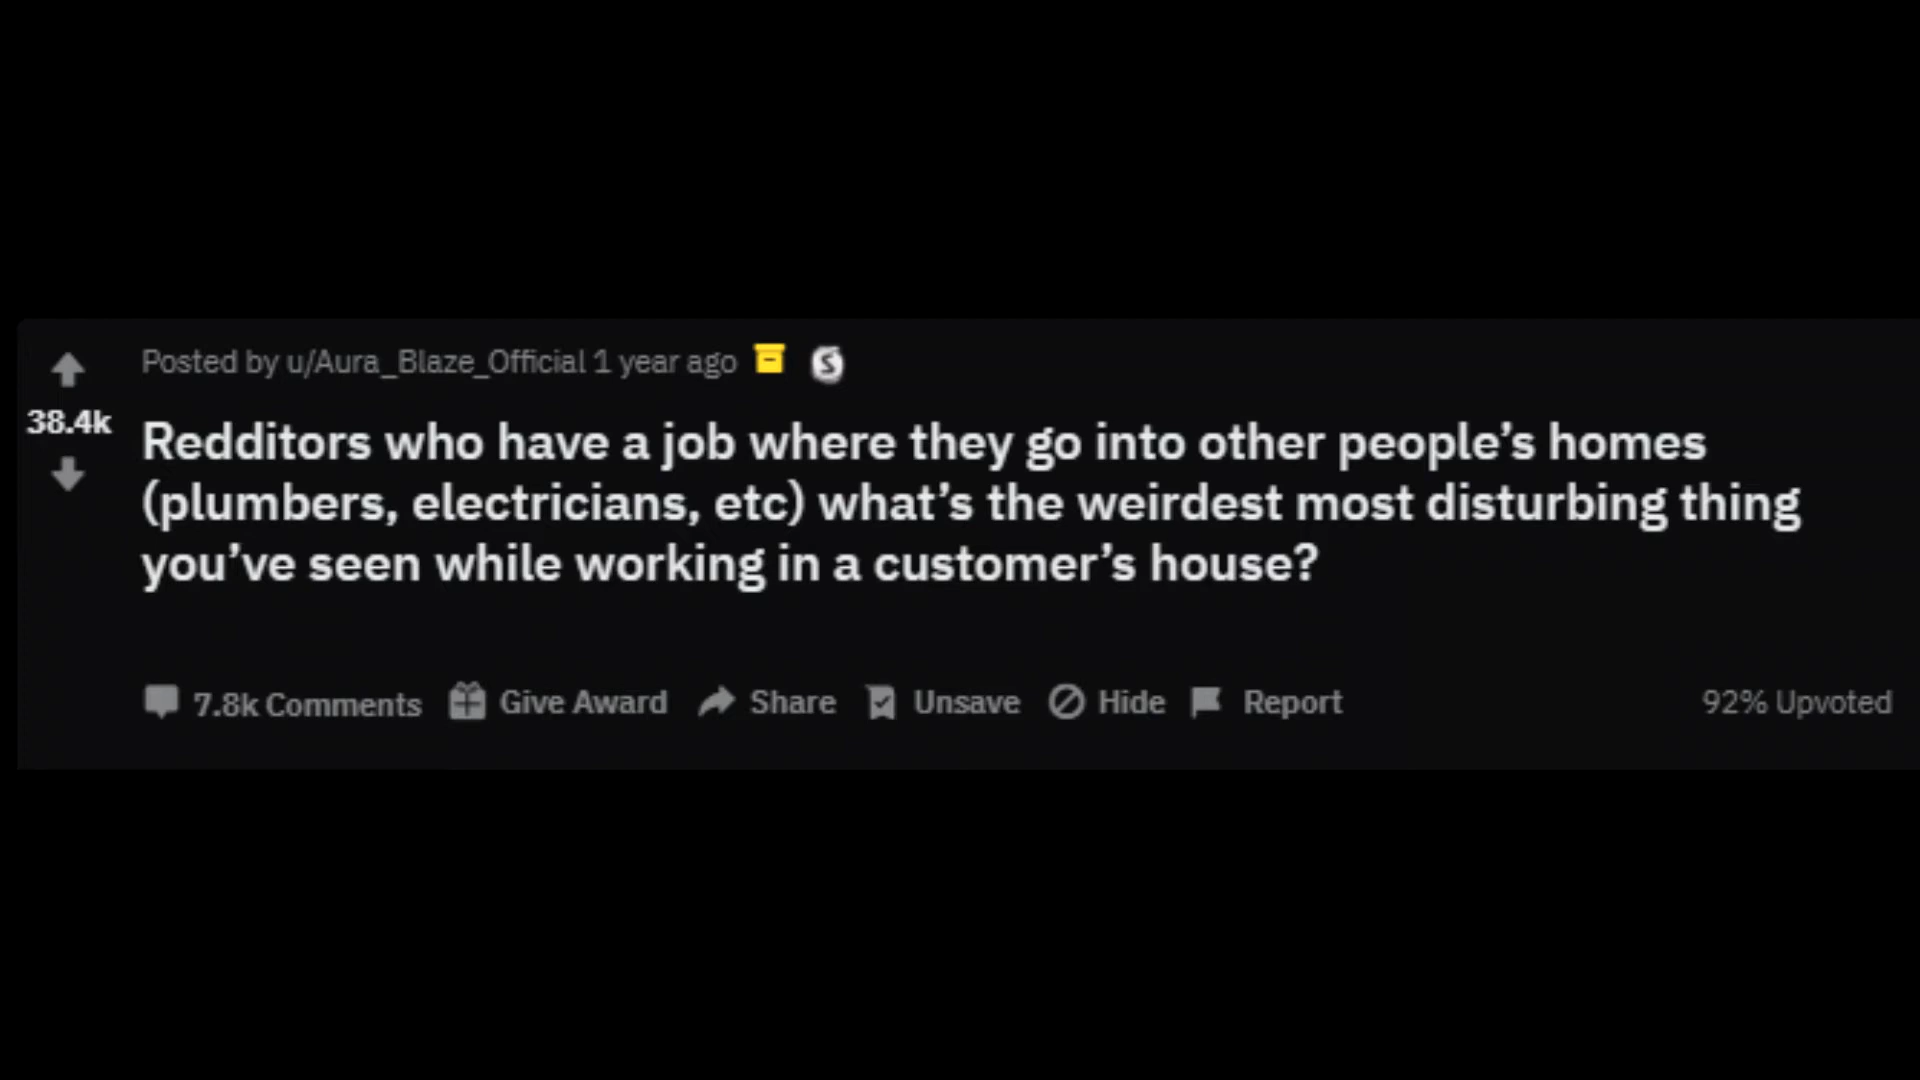 Posted by u/Aura_Blaze_Official 1 year ago
38.4k
Redditors who have a job where they go into other people’s homes
(plumbers, electricians, etc) what’s the weirdest most disturbing thing
you’ve seen while working in a customer’s house?
7.8k Comments Give Award Share Unsave Hide Report 92% Upvoted